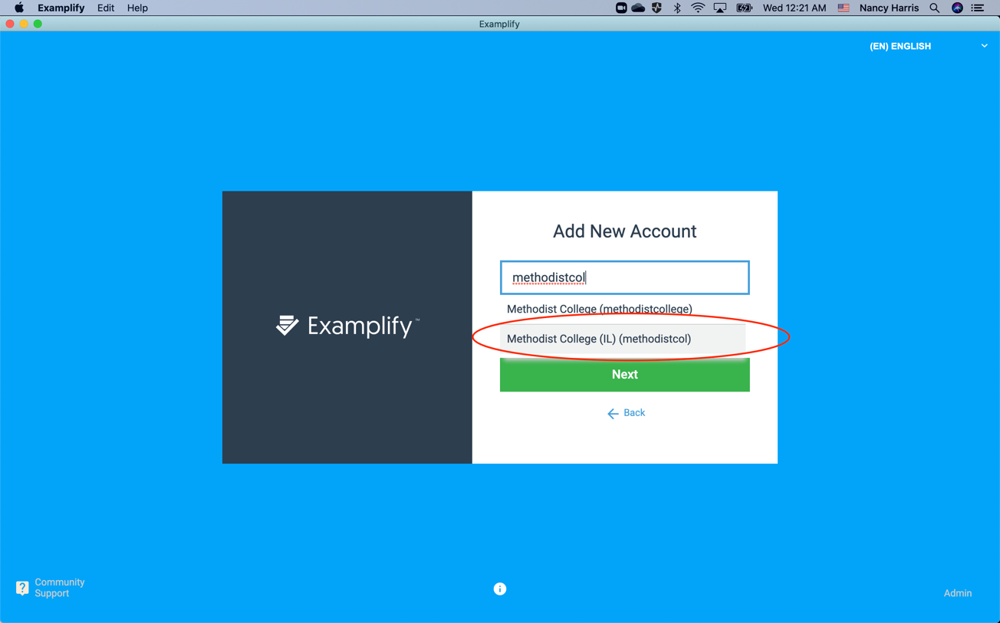 Examplify Edit Help Wed 12:21 AM Nancy Harris
Examplify
(EN) ENGLISH
Add New Account
methodistcol
Methodist College (methodistcollege)
Methodist College (IL) (methodistcol)
Examplify™
Next
Back
Community
Support
Admin